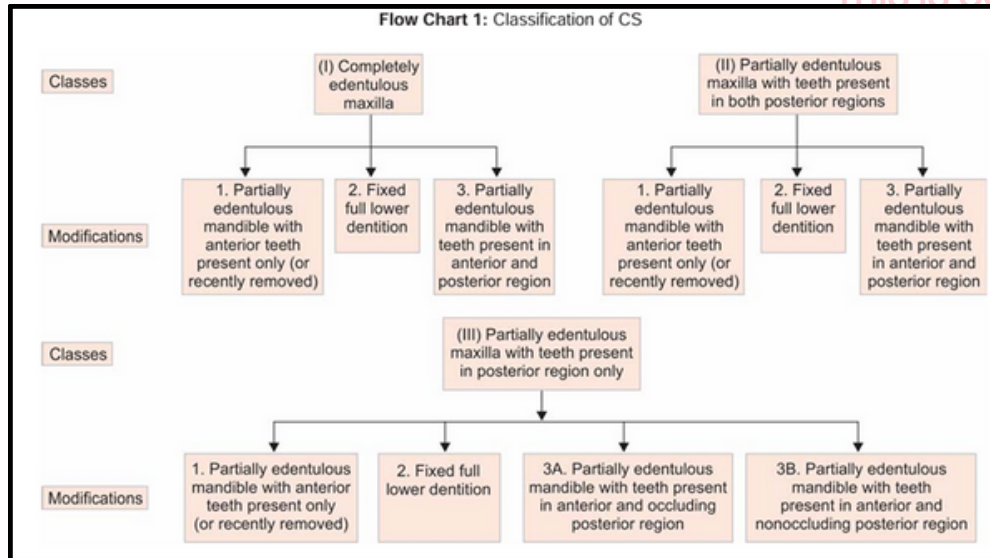 Flow Chart 1: Classification of CS
Classes
(I) Completely
edentulous
maxilla
(II) Partially edentulous
maxilla with teeth present
in both posterior regions
Modifications
1. Partially
edentulous
mandible with
anterior teeth
present only (or
recently removed)
2. Fixed
full lower
dentition
3. Partially
edentulous
mandible with
teeth present in
anterior and
posterior region
1. Partially
edentulous
mandible with
anterior teeth
present only (or
recently removed)
2. Fixed
full lower
dentition
3. Partially
edentulous
mandible with
teeth present
in anterior and
posterior region
Classes
(III) Partially edentulous
maxilla with teeth present
in posterior region only
Modifications
1. Partially edentulous
mandible with anterior
teeth present only
(or recently removed)
2. Fixed full
lower dentition
3A. Partially edentulous
mandible with teeth present
in anterior and occluding
posterior region
3B. Partially edentulous
mandible with teeth
present in anterior and
nonoccluding posterior region